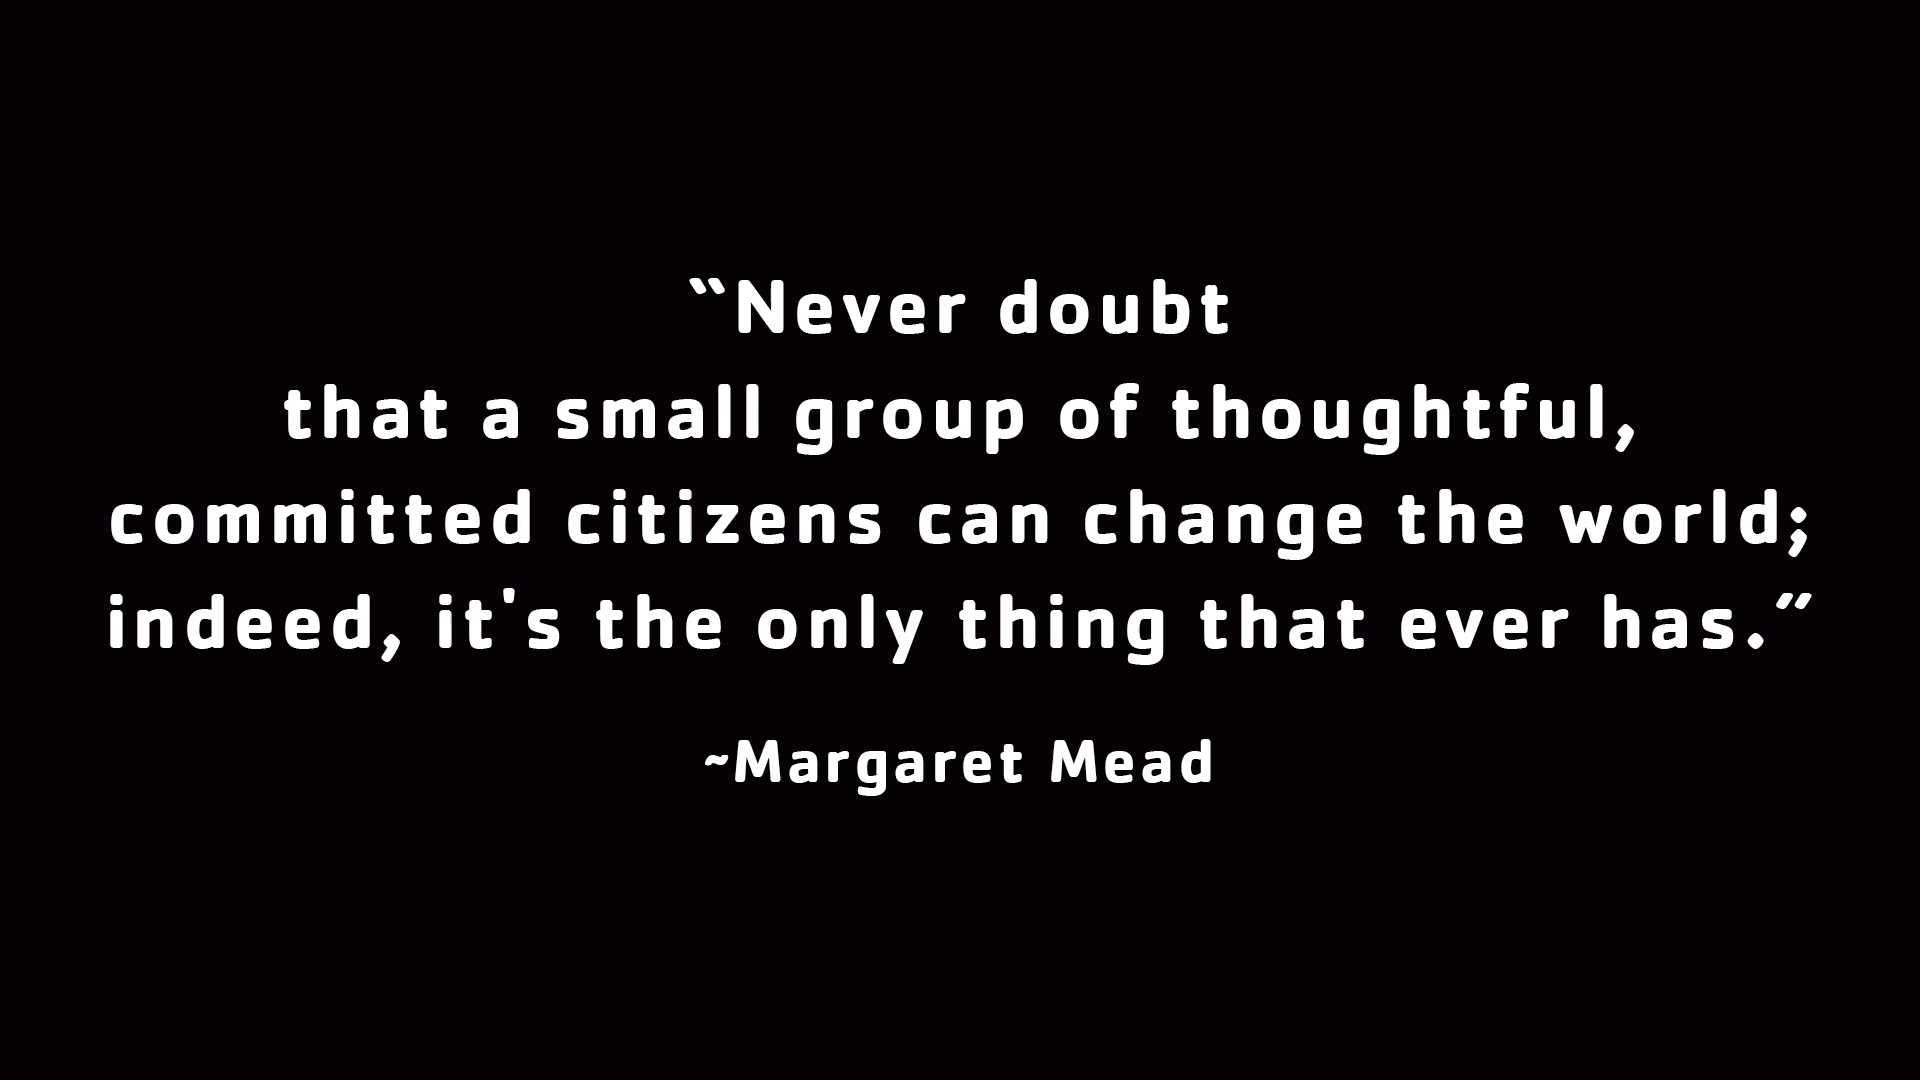 “Never doubt
that a small group of thoughtful,
committed citizens can change the world;
indeed, it's the only thing that ever has.”
~Margaret Mead